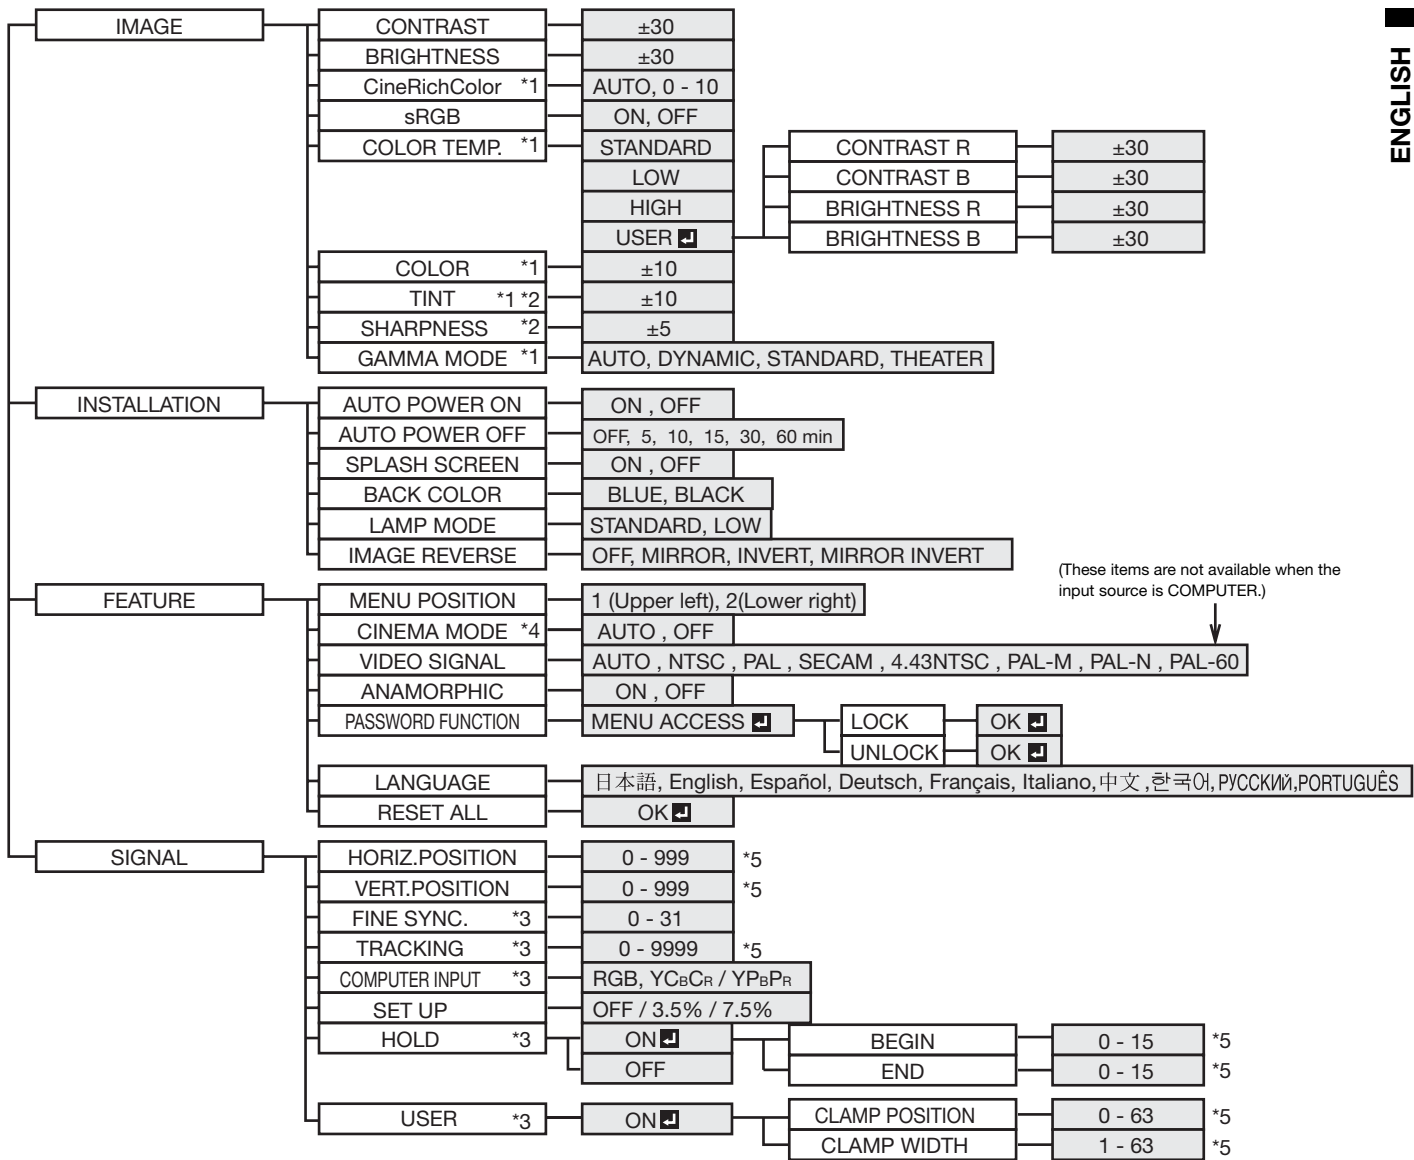 ENGLISH
IMAGE
CONTRAST ±30
BRIGHTNESS ±30
CineRichColor *1 AUTO, 0 - 10
sRGB ON, OFF
COLOR TEMP. *1 STANDARD
LOW
HIGH
USER
CONTRAST R ±30
CONTRAST B ±30
BRIGHTNESS R ±30
BRIGHTNESS B ±30
COLOR *1 ±10
TINT *1 *2 ±10
SHARPNESS *2 ±5
GAMMA MODE *1 AUTO, DYNAMIC, STANDARD, THEATER
INSTALLATION
AUTO POWER ON ON , OFF
AUTO POWER OFF OFF, 5, 10, 15, 30, 60 min
SPLASH SCREEN ON , OFF
BACK COLOR BLUE, BLACK
LAMP MODE STANDARD, LOW
IMAGE REVERSE OFF, MIRROR, INVERT, MIRROR INVERT
(These items are not available when the
input source is COMPUTER.)
FEATURE
MENU POSITION 1 (Upper left), 2(Lower right)
CINEMA MODE *4 AUTO , OFF
VIDEO SIGNAL AUTO , NTSC , PAL , SECAM , 4.43NTSC , PAL-M , PAL-N , PAL-60
ANAMORPHIC ON , OFF
PASSWORD FUNCTION MENU ACCESS
LOCK OK
UNLOCK OK
LANGUAGE 日本語, English, Español, Deutsch, Français, Italiano,中文,한국어,РУССКИЙ,PORTUGUÊS
RESET ALL OK
SIGNAL
HORIZ.POSITION 0 - 999 *5
VERT.POSITION 0 - 999 *5
FINE SYNC. *3 0 - 31
TRACKING *3 0 - 9999 *5
COMPUTER INPUT *3 RGB, YCBCR / YPBPR
SET UP OFF / 3.5% / 7.5%
HOLD *3 ON
OFF
BEGIN 0 - 15 *5
END 0 - 15 *5
USER *3 ON
CLAMP POSITION 0 - 63 *5
CLAMP WIDTH 1 - 63 *5